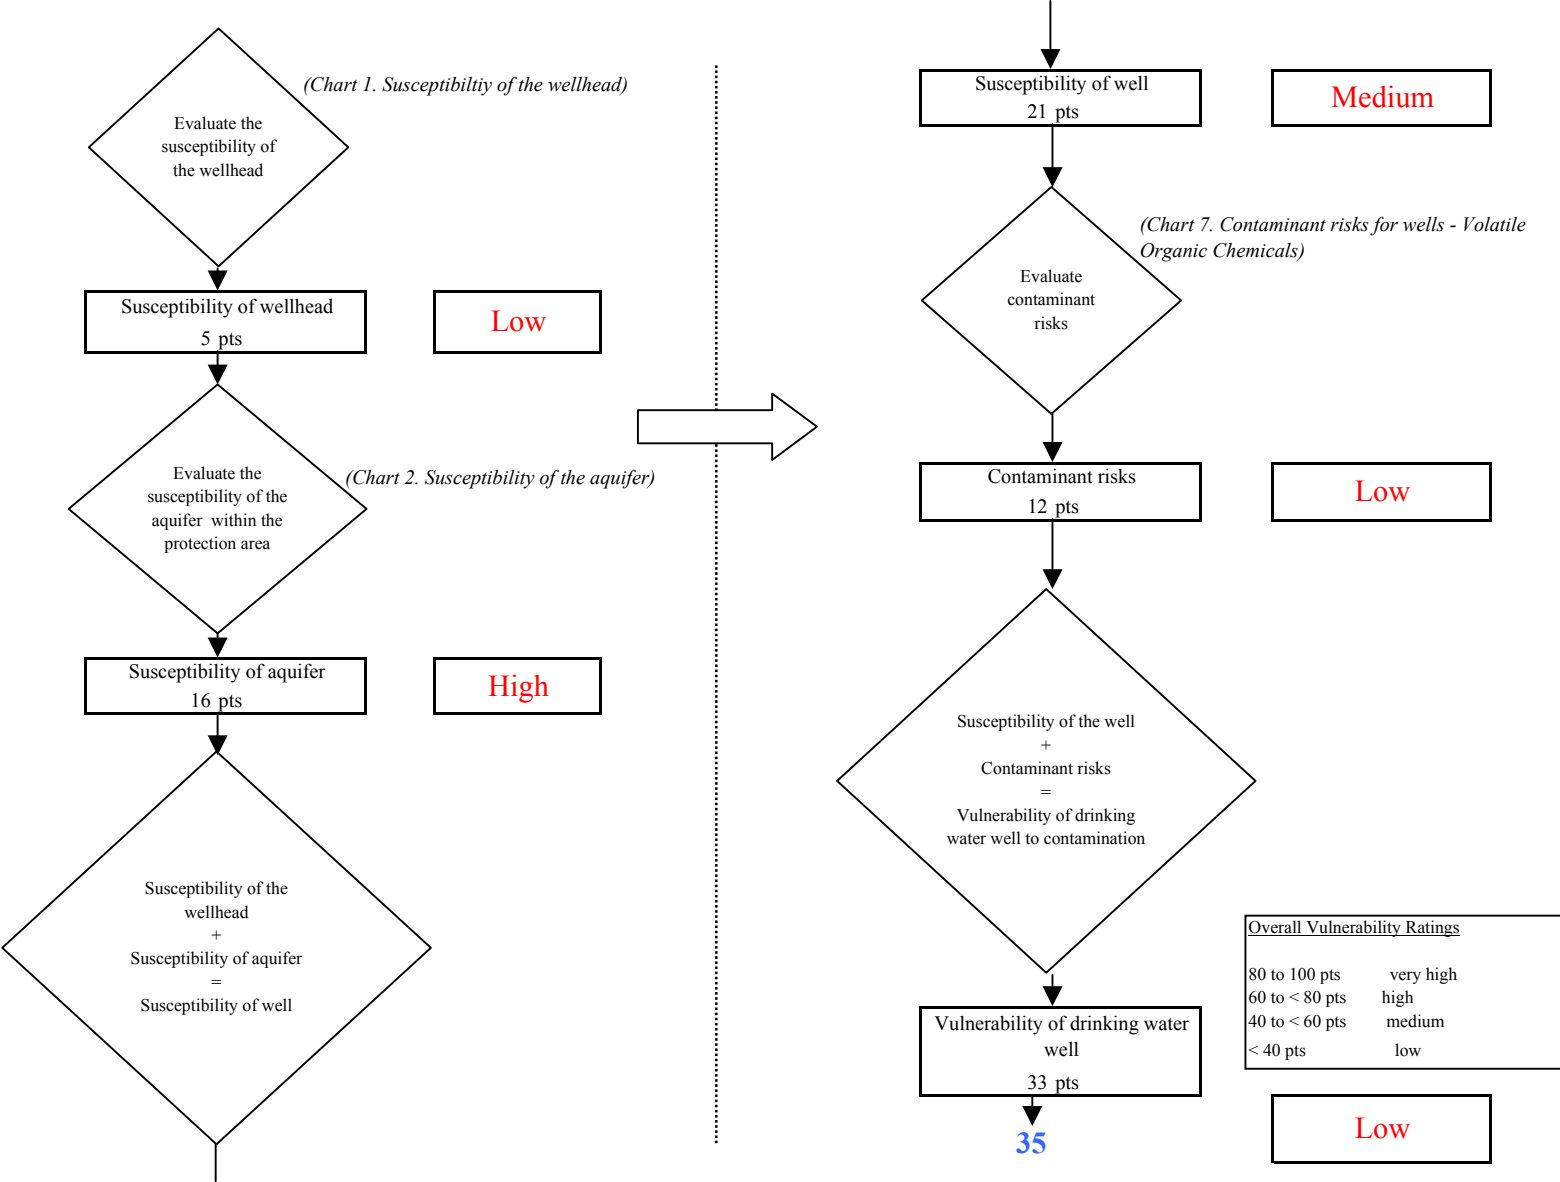 (Chart 1. Susceptibiltiy of the wellhead)
Evaluate the
susceptibility of
the wellhead
Susceptibility of wellhead
5 pts
Low
Evaluate the
susceptibility of the
aquifer within the
protection area
(Chart 2. Susceptibility of the aquifer)
Susceptibility of aquifer
16 pts
High
Susceptibility of the
wellhead
+
Susceptibility of aquifer
=
Susceptibility of well
Susceptibility of well
21 pts
Medium
(Chart 7. Contaminant risks for wells - Volatile
Organic Chemicals)
Evaluate
contaminant
risks
Contaminant risks
12 pts
Low
Susceptibility of the well
+
Contaminant risks
=
Vulnerability of drinking
water well to contamination
Overall Vulnerability Ratings
80 to 100 pts very high
60 to < 80 pts high
40 to < 60 pts medium
< 40 pts low
Vulnerability of drinking water
well
33 pts
Low
35